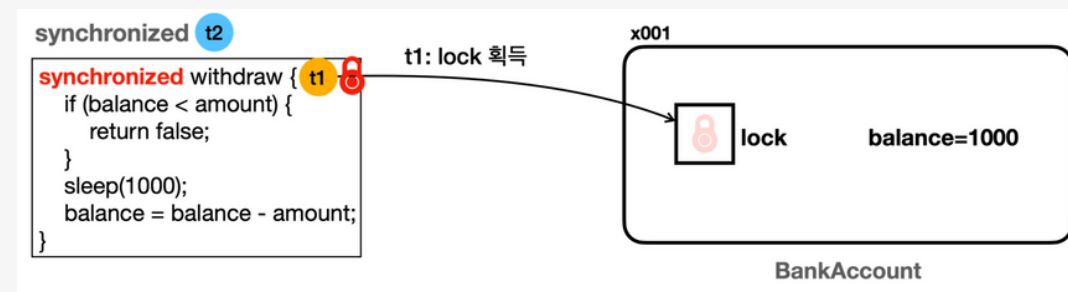 synchronized t2
synchronized withdraw { t1
if (balance < amount) {
return false;
}
sleep(1000);
balance = balance - amount;
}
t1: lock 획득
x001
lock balance=1000
BankAccount